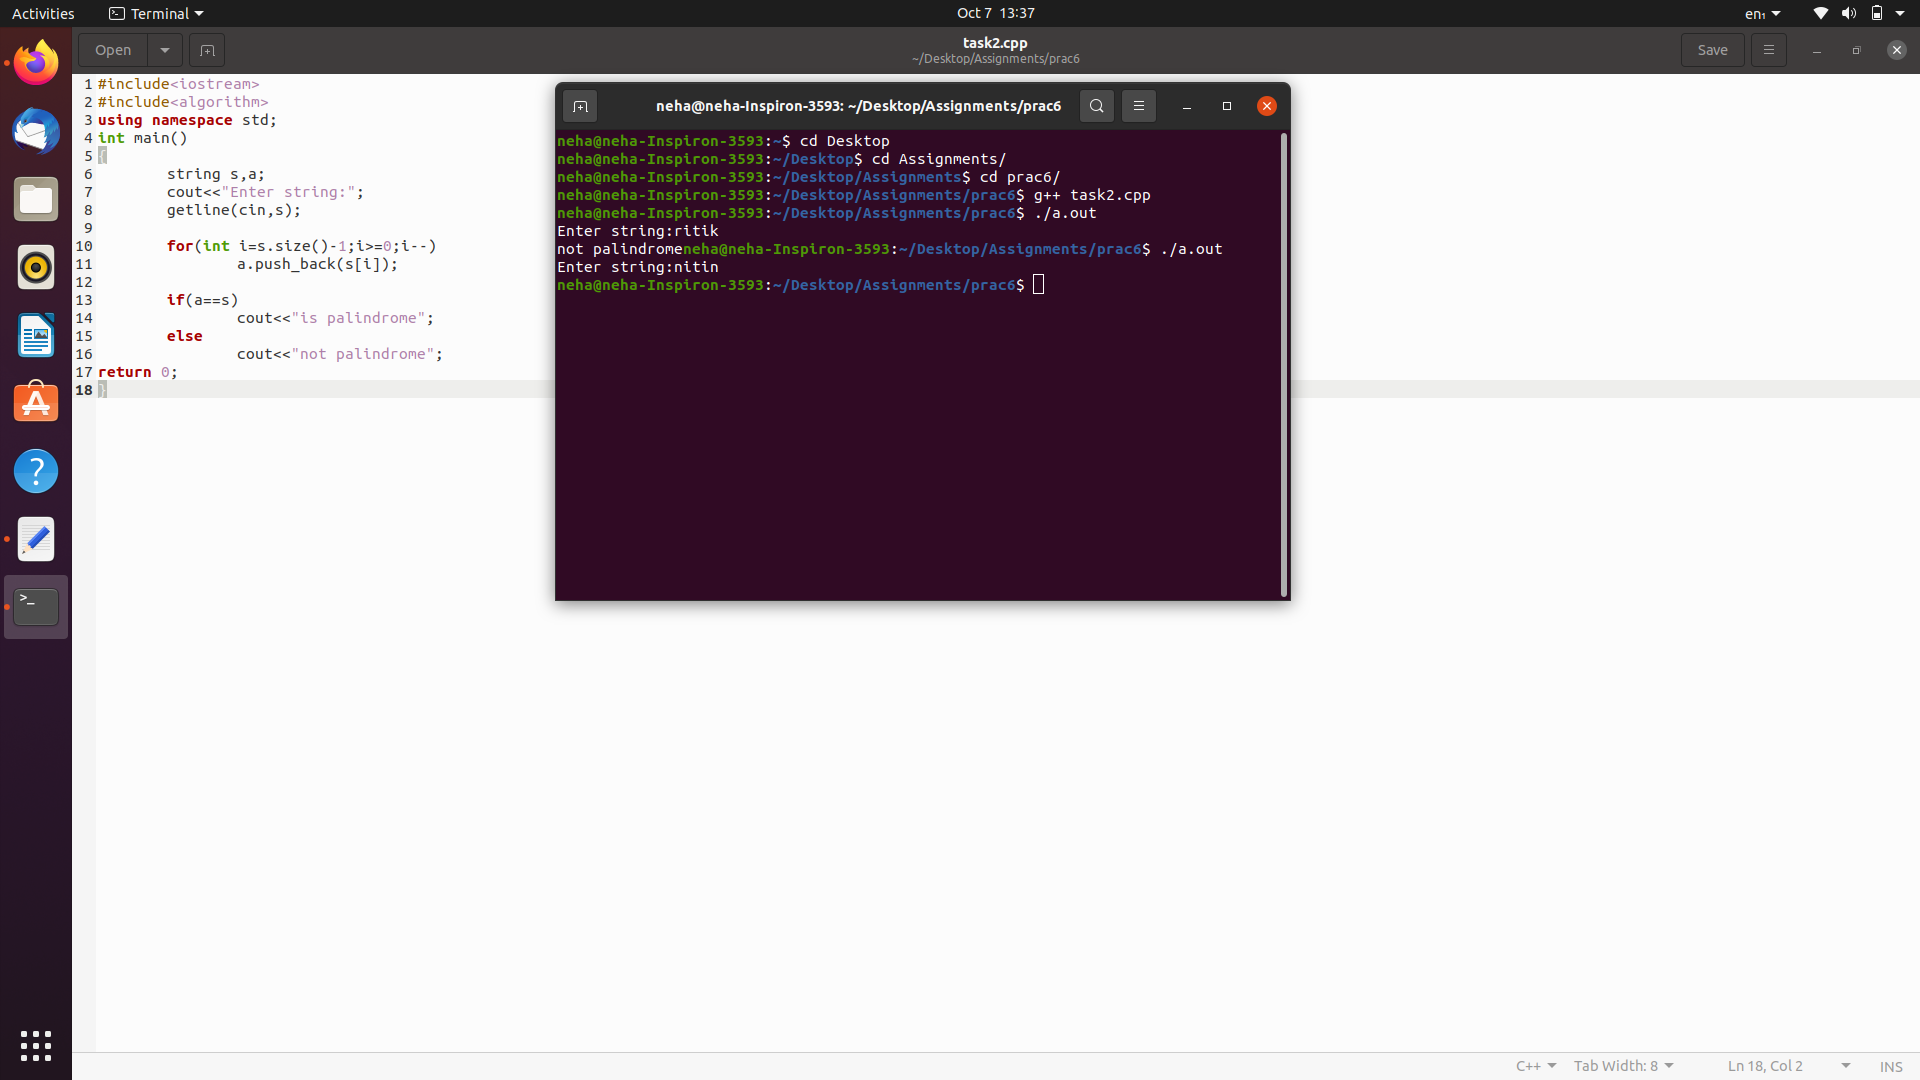 Activities
Terminal
Oct 7 13:37
en₁
Open
task2.cpp
~/Desktop/Assignments/prac6
Save
1 #include<iostream>
2 #include<algorithm>
3 using namespace std;
4 int main()
5 {
6 string s,a;
7 cout<<"Enter string:";
8 getline(cin,s);
9
10 for(int i=s.size()-1;i>=0;i--)
11 a.push_back(s[i]);
12
13 if(a==s)
14 cout<<"is palindrome";
15 else
16 cout<<"not palindrome";
17 return 0;
18 }
neha@neha-Inspiron-3593: ~/Desktop/Assignments/prac6
neha@neha-Inspiron-3593:~$ cd Desktop
neha@neha-Inspiron-3593:~/Desktop$ cd Assignments/
neha@neha-Inspiron-3593:~/Desktop/Assignments$ cd prac6/
neha@neha-Inspiron-3593:~/Desktop/Assignments/prac6$ g++ task2.cpp
neha@neha-Inspiron-3593:~/Desktop/Assignments/prac6$ ./a.out
Enter string:ritik
not palindromeneha@neha-Inspiron-3593:~/Desktop/Assignments/prac6$ ./a.out
Enter string:nitin
neha@neha-Inspiron-3593:~/Desktop/Assignments/prac6$
C++
Tab Width: 8
Ln 18, Col 2
INS